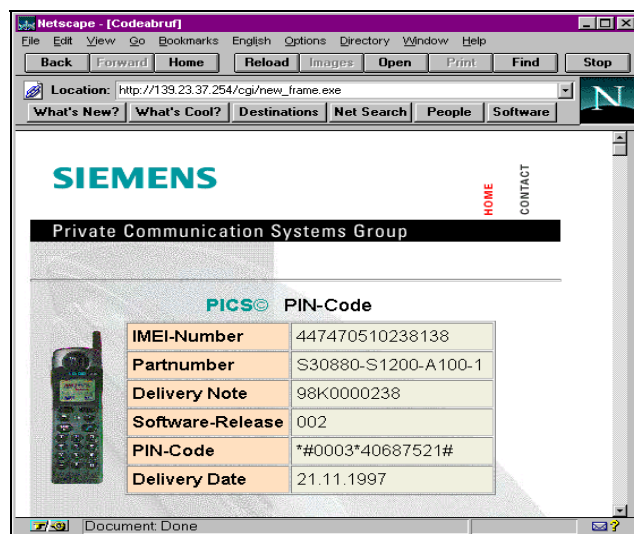 Netscape - [Codeabruf]
File Edit View Go Bookmarks English Options Directory Window Help
Back Forward Home Reload Images Open Print Find Stop
Location: http://139.23.37.254/cgi/new_frame.exe
N
What's New? What's Cool? Destinations Net Search People Software
SIEMENS
HOME
CONTACT
Private Communication Systems Group
PICS© PIN-Code
IMEI-Number 447470510238138
Partnumber S30880-S1200-A100-1
Delivery Note 98K0000238
Software-Release 002
PIN-Code *#0003*40687521#
Delivery Date 21.11.1997
Document: Done